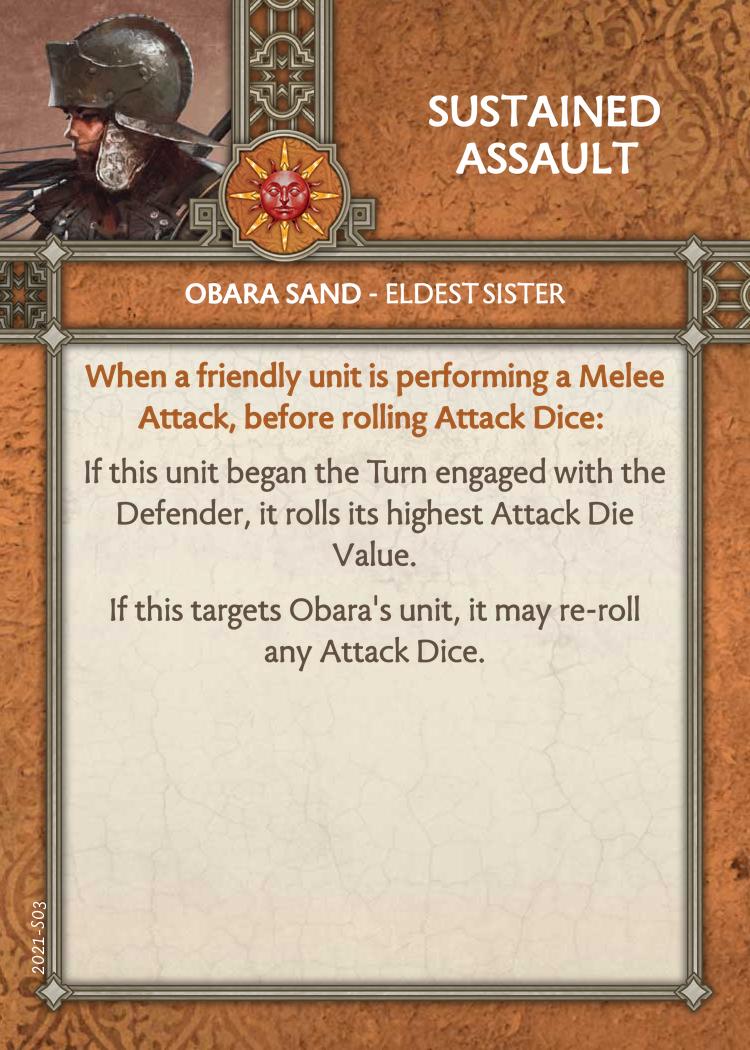 SUSTAINED
ASSAULT
OBARA SAND - ELDEST SISTER
When a friendly unit is performing a Melee
Attack, before rolling Attack Dice:
If this unit began the Turn engaged with the
Defender, it rolls its highest Attack Die
Value.
If this targets Obara's unit, it may re-roll
any Attack Dice.
2021-S03